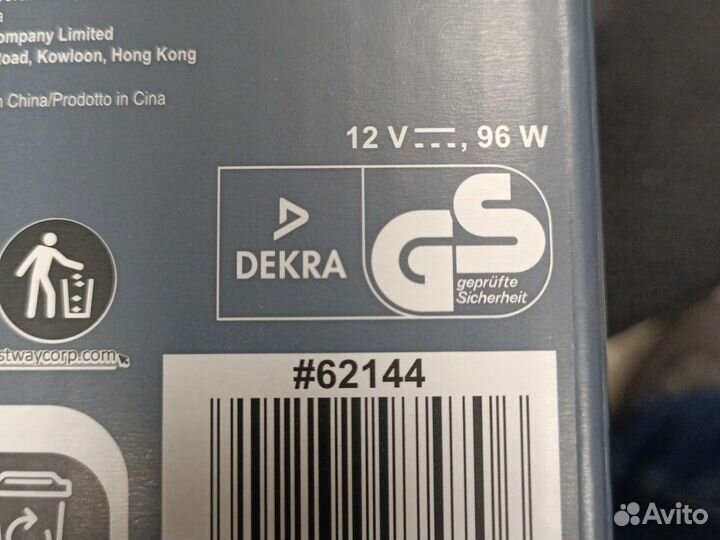 ompany Limited
Road, Kowloon, Hong Kong
n China/Prodotto in Cina
12 V, 96 W
DEKRA
GS
geprüfte
Sicherheit
stwaycorp.com
#62144
Avito